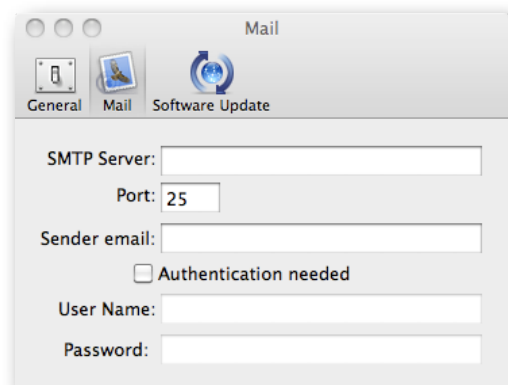 Mail
General Mail Software Update
SMTP Server:
Port: 25
Sender email:
Authentication needed
User Name:
Password: